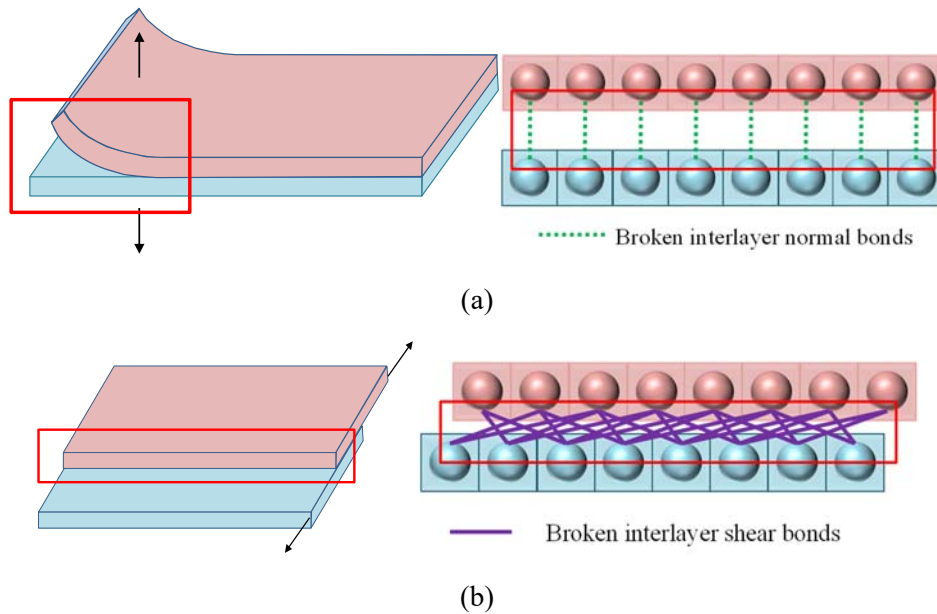 Broken interlayer normal bonds
(a)
Broken interlayer shear bonds
(b)